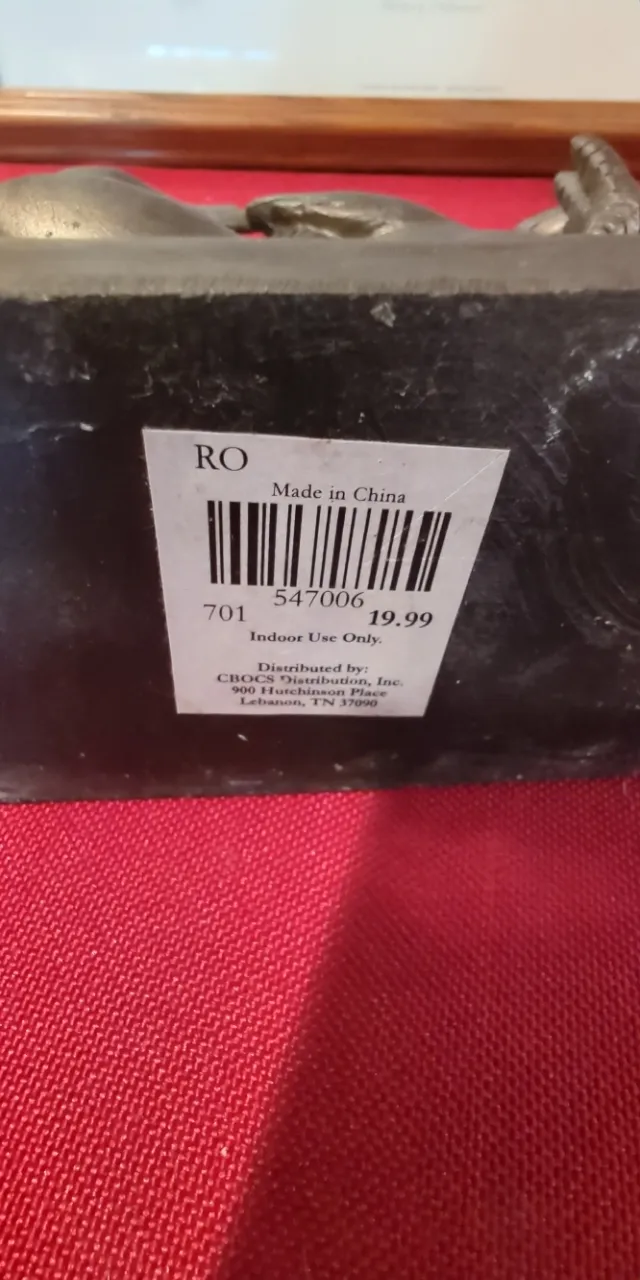 RO
Made in China
547006
701
19.99
Indoor Use Only.
Distributed by:
CBOCS Distribution, Inc.
900 Hutchinson Place
Lebanon, TN 37090